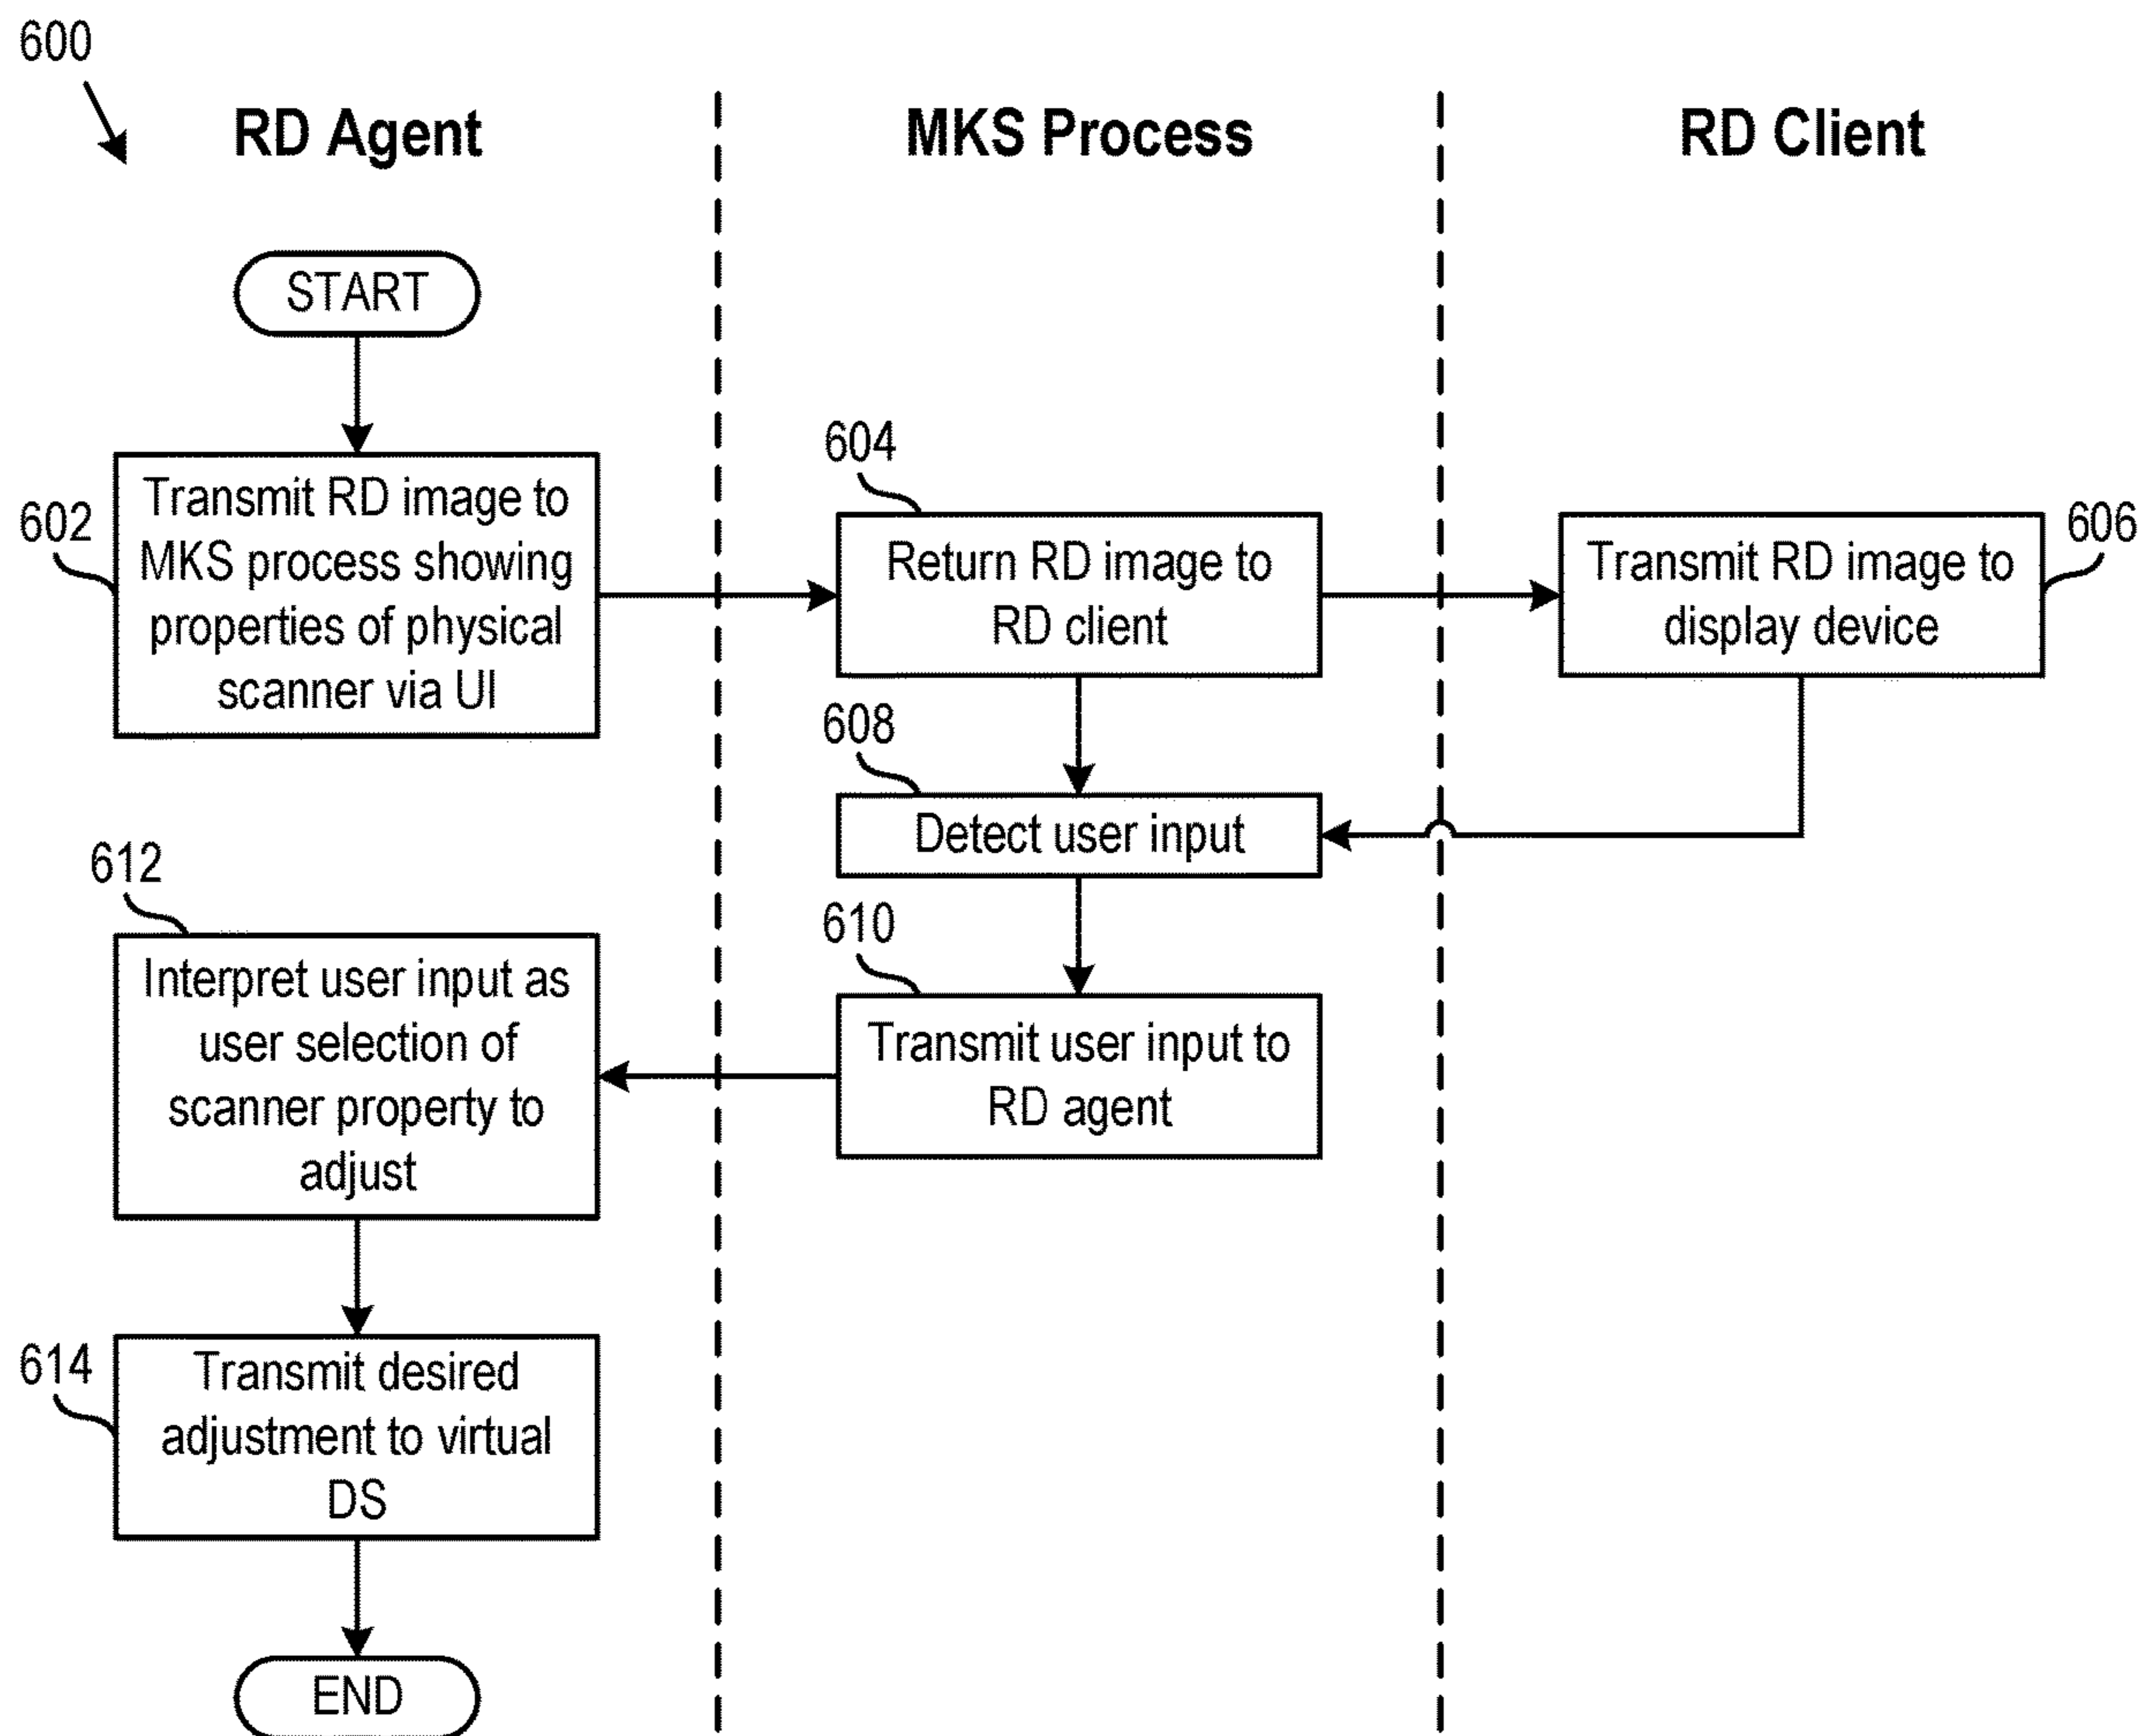 600
RD Agent
MKS Process
RD Client
START
602
Transmit RD image to
MKS process showing
properties of physical
scanner via UI
604
Return RD image to
RD client
606
Transmit RD image to
display device
608
Detect user input
610
Transmit user input to
RD agent
612
Interpret user input as
user selection of
scanner property to
adjust
614
Transmit desired
adjustment to virtual
DS
END